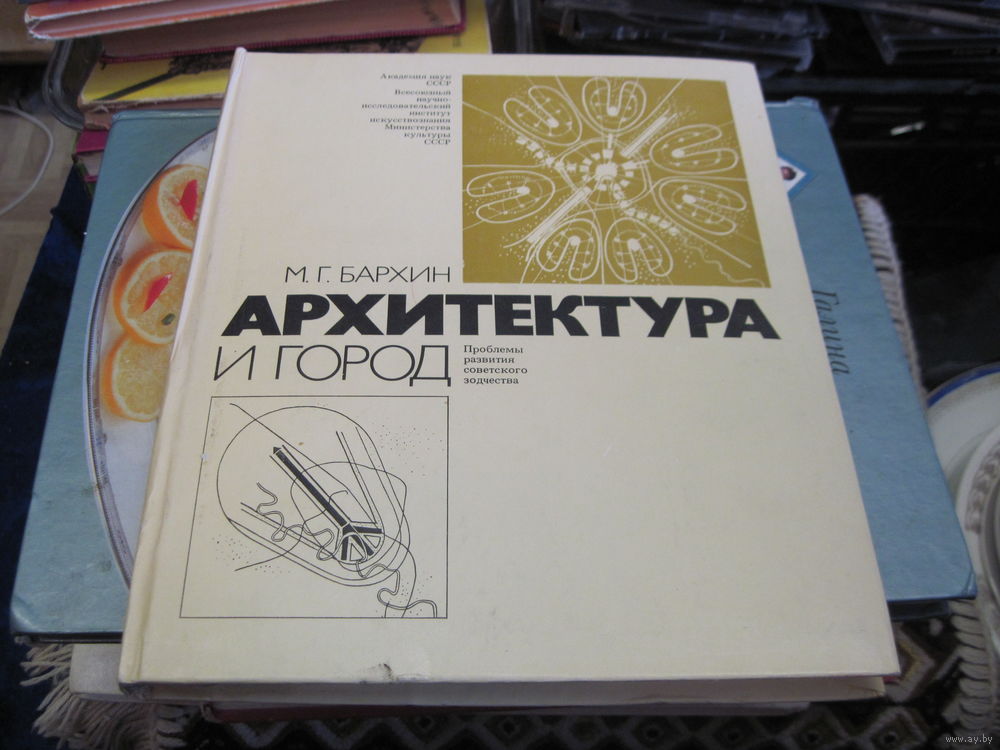 Академия наук
СССР
Всесоюзный
научно-
исследовательский
институт
искусствознания
Министерства
культуры
СССР
М. Г. БАРХИН
АРХИТЕКТУРА
И ГОРОД
Проблемы
развития
советского
зодчества
Галина
www.ay.by